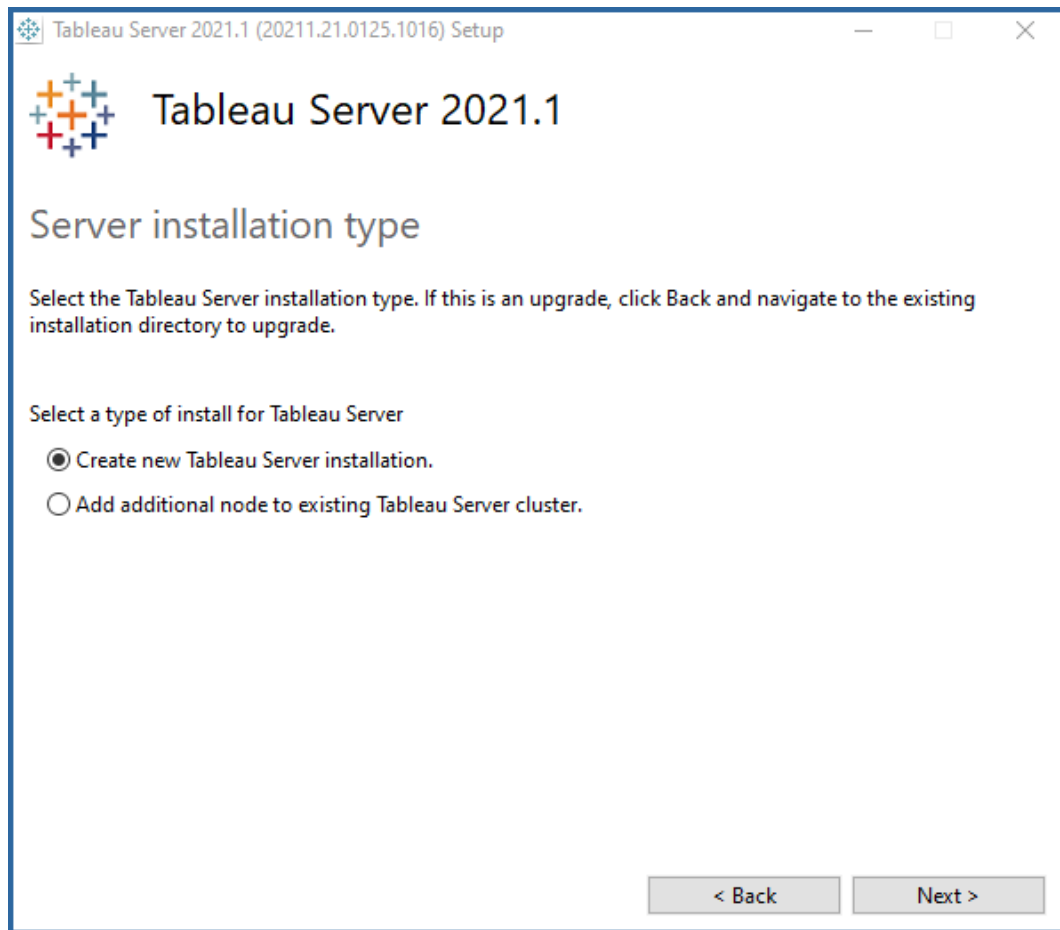 Tableau Server 2021.1 (20211.21.0125.1016) Setup
Tableau Server 2021.1
Server installation type
Select the Tableau Server installation type. If this is an upgrade, click Back and navigate to the existing
installation directory to upgrade.
Select a type of install for Tableau Server
Create new Tableau Server installation.
Add additional node to existing Tableau Server cluster.
< Back
Next >